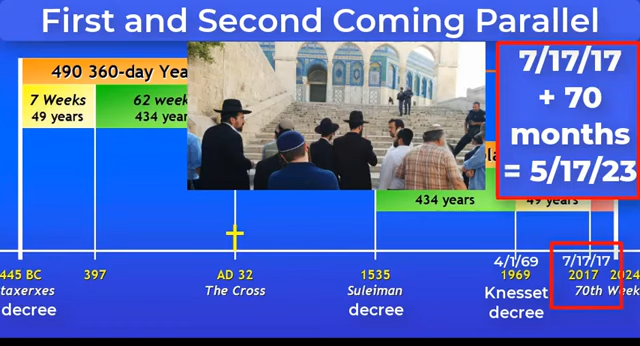 First and Second Coming Parallel
490 360-day Yea
7 Weeks
49 years
62 week
434 year
7/17/17
+ 70
months
= 5/17/23
434 years
49 years
4/1/69
7/17/17
445 BC
397
AD 32
1535
1969
2017
2024
taxerxes
The Cross
Suleiman
Knesset
70th Week
decree
decree
decree